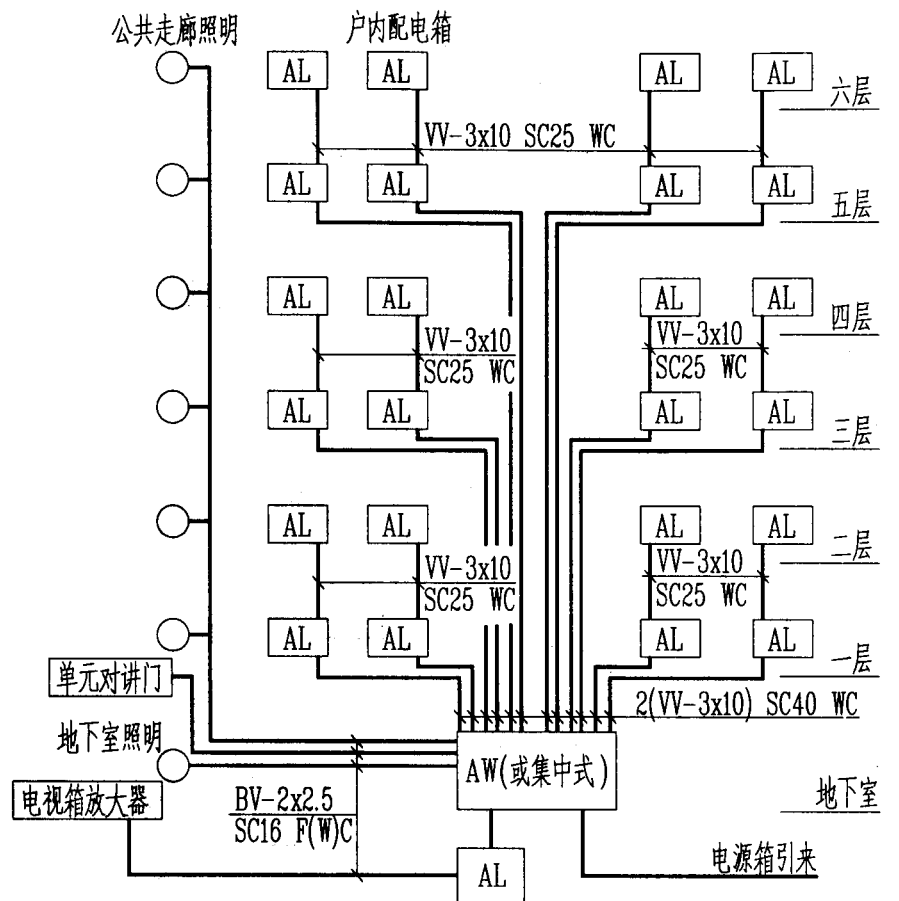 公共走廊照明
户内配电箱
AL
AL
AL
AL
六层
VV-3x10 SC25 WC
AL
AL
AL
AL
五层
AL
AL
AL
AL
四层
VV-3x10
SC25 WC
VV-3x10
SC25 WC
AL
AL
AL
AL
三层
AL
AL
AL
AL
二层
VV-3x10
SC25 WC
VV-3x10
SC25 WC
AL
AL
AL
AL
一层
单元对讲门
2(VV-3x10) SC40 WC
地下室照明
AW(或集中式)
电视箱放大器
BV-2x2.5
SC16 F(W)C
地下室
电源箱引来
AL